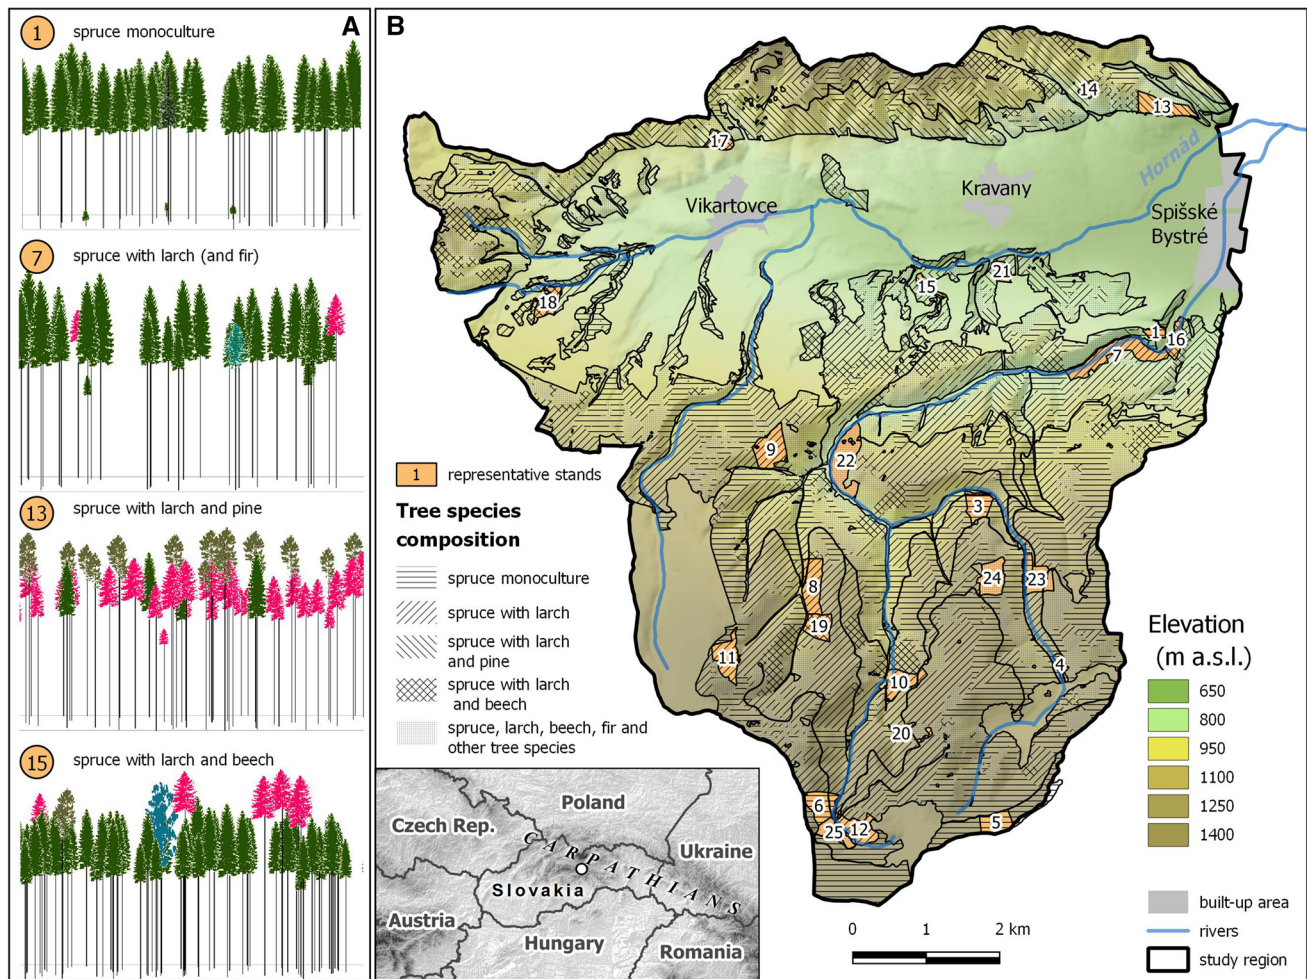 A
1
spruce monoculture
7
spruce with larch (and fir)
13
spruce with larch and pine
15
spruce with larch and beech
B
14
13
17
Hornád
Kravany
Vikartovce
Spišské
Bystré
21
15
18
1
16
7
9
22
3
24
23
8
19
11
4
10
20
6
25
12
5
1
representative stands
Tree species
composition
spruce monoculture
spruce with larch
spruce with larch
and pine
spruce with larch
and beech
spruce, larch, beech, fir and
other tree species
Elevation
(m a.s.l.)
650
800
950
1100
1250
1400
built-up area
rivers
study region
0
1
2 km
Poland
Czech Rep.
CARPATHIANS
Ukraine
Slovakia
Austria
Hungary
Romania